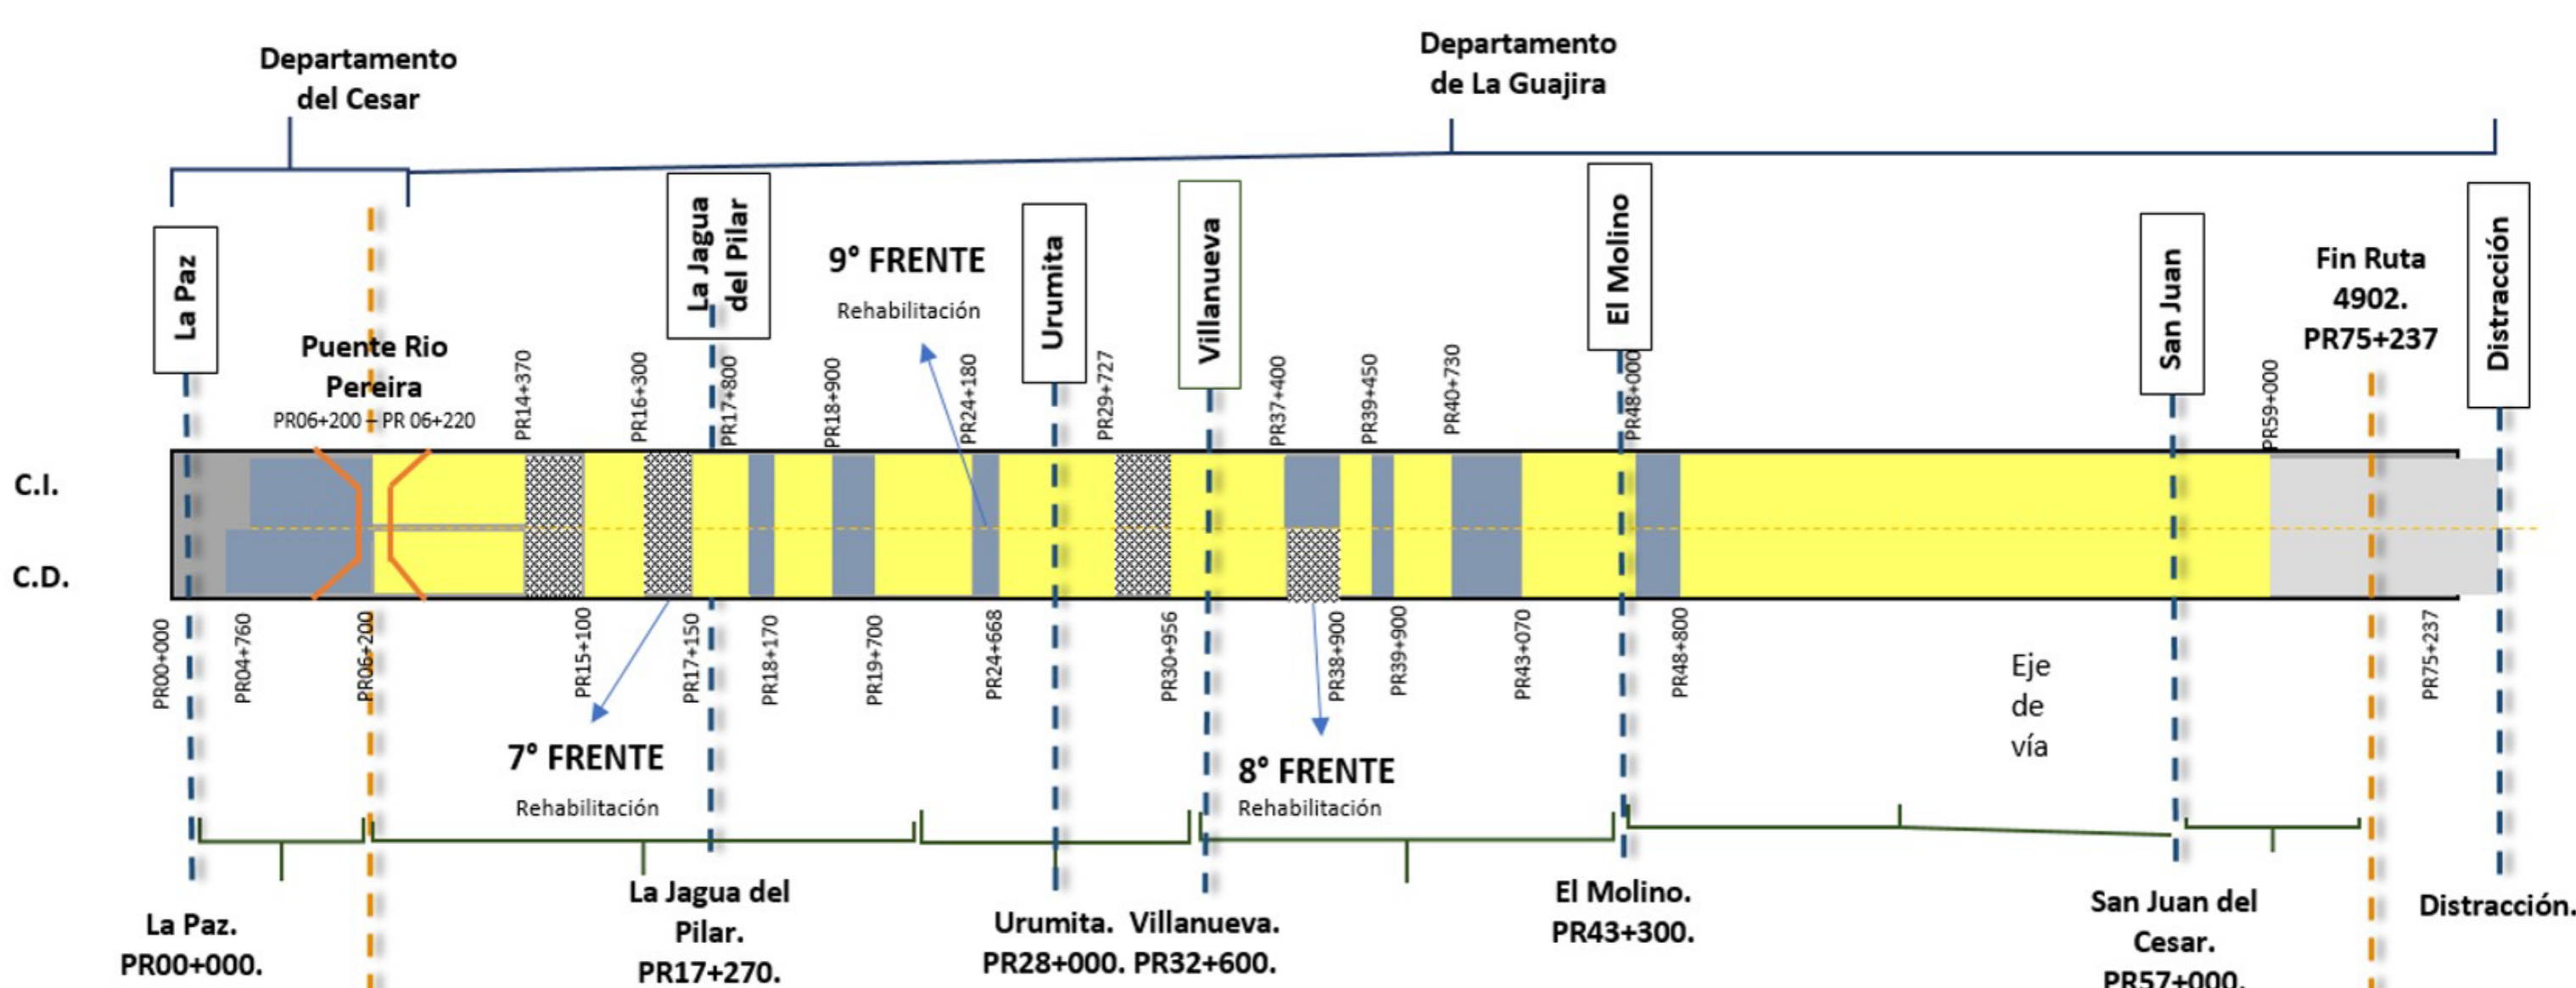 Departamento
del Cesar
Departamento
de La Guajira
La Paz
La Jagua
del Pilar
9° FRENTE
Rehabilitación
Urumita
Villanueva
El Molino
San Juan
Fin Ruta
4902.
PR75+237
Distracción
Puente Rio
Pereira
PR06+200 – PR 06+220
PR14+370
PR16+300
PR17+800
PR18+900
PR24+180
PR29+727
PR37+400
PR39+450
PR40+730
PR48+000
PR59+000
C.I.
C.D.
PR00+000
PR04+760
PR06+200
PR15+100
PR17+150
PR18+170
PR19+700
PR24+668
PR30+956
PR38+900
PR39+900
PR43+070
PR48+800
PR75+237
Eje
de
vía
7° FRENTE
Rehabilitación
8° FRENTE
Rehabilitación
La Paz.
PR00+000.
La Jagua del
Pilar.
PR17+270.
Urumita.
PR28+000.
Villanueva.
PR32+600.
El Molino.
PR43+300.
San Juan del
Cesar.
PR57+000.
Distracción.